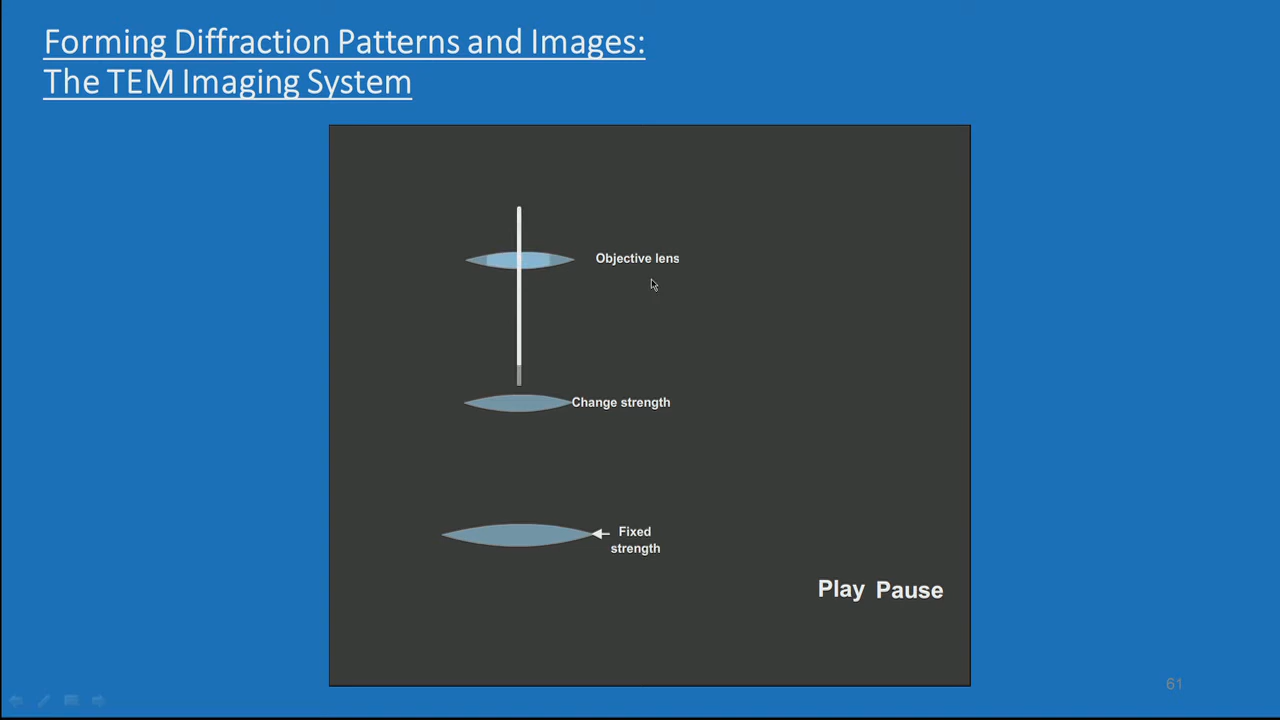 Forming Diffraction Patterns and Images:
The TEM Imaging System
Objective lens
Change strength
Fixed
strength
Play Pause
61